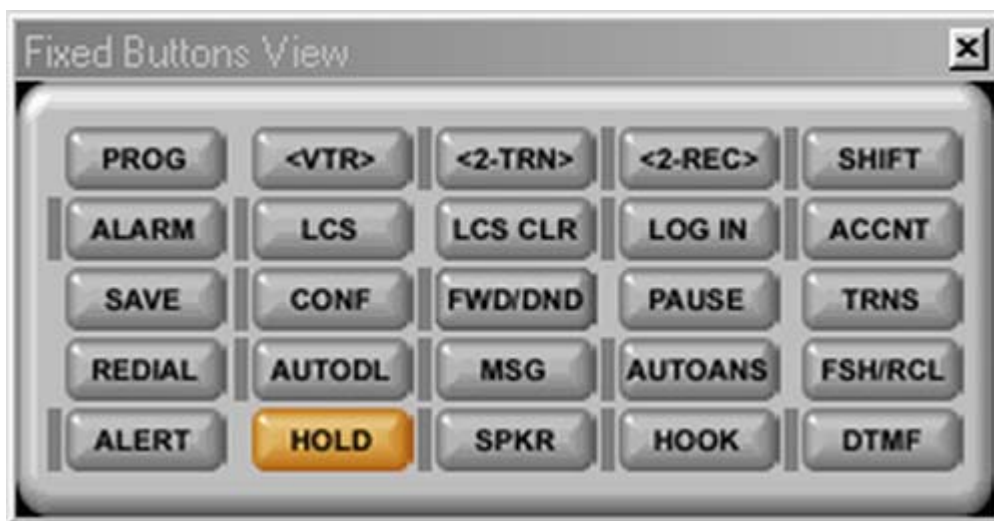 Fixed Buttons View
PROG <VTR> <2-TRN> <2-REC> SHIFT
ALARM LCS LCS CLR LOG IN ACCNT
SAVE CONF FWD/DND PAUSE TRNS
REDIAL AUTODL MSG AUTOANS FSH/RCL
ALERT HOLD SPKR HOOK DTMF